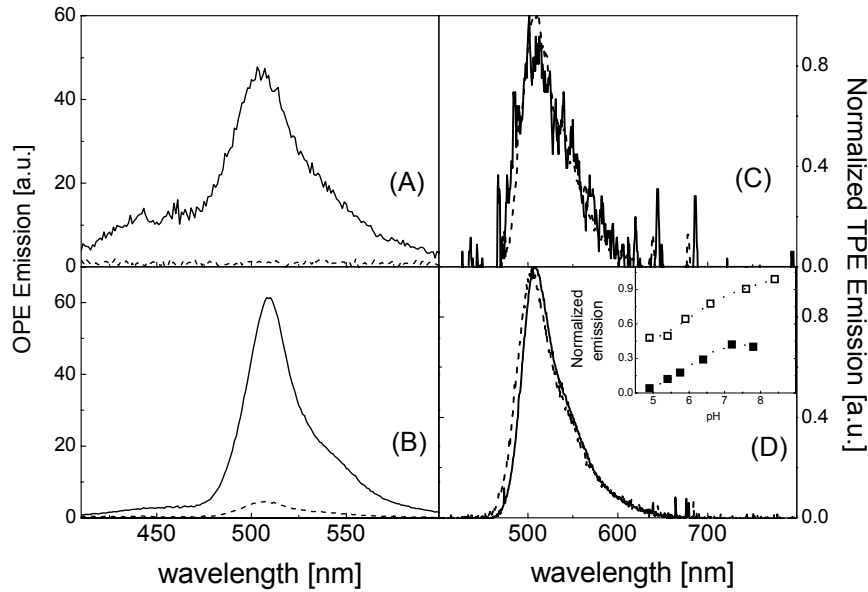 60
40
20
0
(A)
OPE Emission [a.u.]
60
40
20
0
(B)
450 500 550
wavelength [nm]
0.8
0.4
0.0
(C)
Normalized TPE Emission [a.u.]
0.8
0.4
0.0
(D)
500 600 700
wavelength [nm]
Normalized
emission
0.9
0.6
0.3
0.0
5 6 7 8
pH